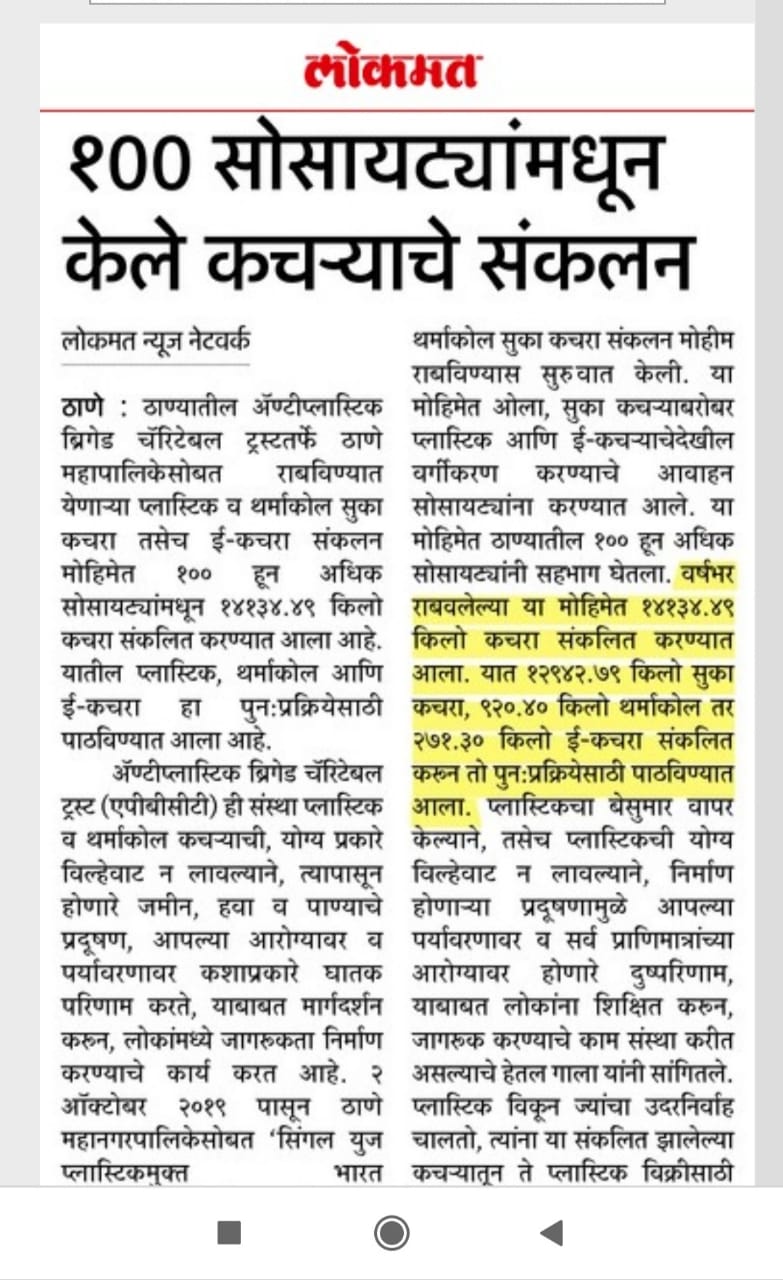 लोकमत
१00 सोसायट्यांमधून
केले कचऱ्याचे संकलन
लोकमत न्यूज नेटवर्क
ठाणे : ठाण्यातील ॲण्टीप्लास्टिक
ब्रिगेड चॅरिटेबल ट्रस्टतर्फे ठाणे
महापालिकेसोबत राबविण्यात
येणाऱ्या प्लास्टिक व थर्माकोल सुका
कचरा तसेच ई-कचरा संकलन
मोहिमेत १०० हून अधिक
सोसायट्यांमधून १४१३४.४९ किलो
कचरा संकलित करण्यात आला आहे.
यातील प्लास्टिक, थर्माकोल आणि
ई-कचरा हा पुन:प्रक्रियेसाठी
पाठविण्यात आला आहे.
ॲण्टीप्लास्टिक ब्रिगेड चॅरिटेबल
ट्रस्ट (एपीबीसीटी) ही संस्था प्लास्टिक
व थर्माकोल कचऱ्याची, योग्य प्रकारे
विल्हेवाट न लावल्याने, त्यापासून
होणारे जमीन, हवा व पाण्याचे
प्रदूषण, आपल्या आरोग्यावर व
पर्यावरणावर कशाप्रकारे घातक
परिणाम करते, याबाबत मार्गदर्शन
करून, लोकांमध्ये जागरूकता निर्माण
करण्याचे कार्य करत आहे. २
ऑक्टोबर २०१९ पासून ठाणे
महानगरपालिकेसोबत ‘सिंगल युज
प्लास्टिकमुक्त भारत
थर्माकोल सुका कचरा संकलन मोहीम
राबविण्यास सुरुवात केली. या
मोहिमेत ओला, सुका कचऱ्याबरोबर
प्लास्टिक आणि ई-कचऱ्याचेदेखील
वर्गीकरण करण्याचे आवाहन
सोसायट्यांना करण्यात आले. या
मोहिमेत ठाण्यातील १०० हून अधिक
सोसायट्यांनी सहभाग घेतला. वर्षभर
राबवलेल्या या मोहिमेत १४१३४.४९
किलो कचरा संकलित करण्यात
आला. यात १२९४२.७९ किलो सुका
कचरा, ९२०.४० किलो थर्माकोल तर
२७१.३० किलो ई-कचरा संकलित
करून तो पुन:प्रक्रियेसाठी पाठविण्यात
आला. प्लास्टिकचा बेसुमार वापर
केल्याने, तसेच प्लास्टिकची योग्य
विल्हेवाट न लावल्याने, निर्माण
होणाऱ्या प्रदूषणामुळे आपल्या
पर्यावरणावर व सर्व प्राणिमात्रांच्या
आरोग्यावर होणारे दुष्परिणाम,
याबाबत लोकांना शिक्षित करून,
जागरूक करण्याचे काम संस्था करीत
असल्याचे हेतल गाला यांनी सांगितले.
प्लास्टिक विकून ज्यांचा उदरनिर्वाह
चालतो, त्यांना या संकलित झालेल्या
कचऱ्यातून ते प्लास्टिक विक्रीसाठी